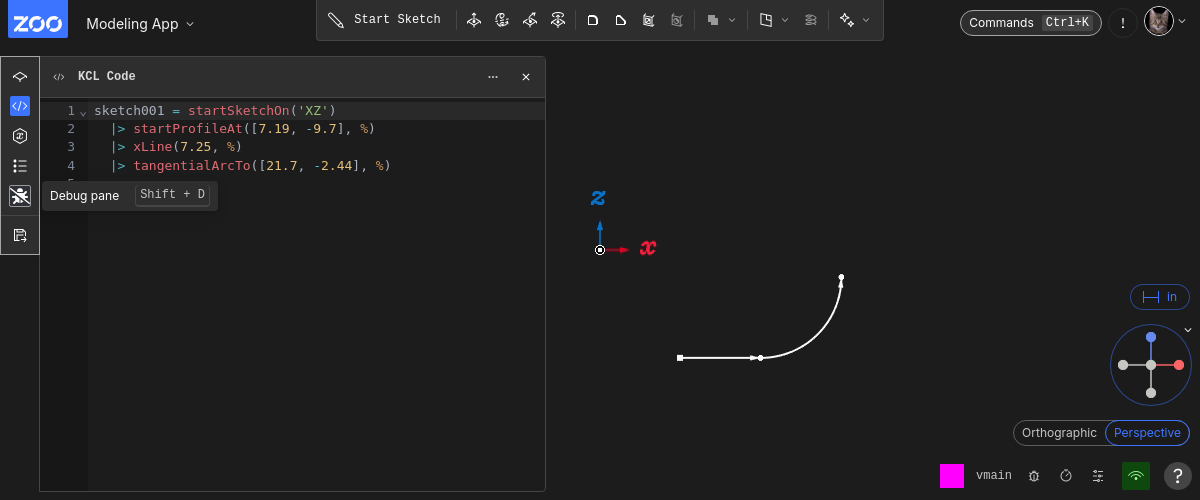 ZOO
Modeling App
Start Sketch
Commands Ctrl+K
!
KCL Code
1 sketch001 = startSketchOn('XZ')
2 |> startProfileAt([7.19, -9.7], %)
3 |> xLine(7.25, %)
4 |> tangentialArcTo([21.7, -2.44], %)
Debug pane Shift + D
z
x
in
Orthographic Perspective
vmain
?